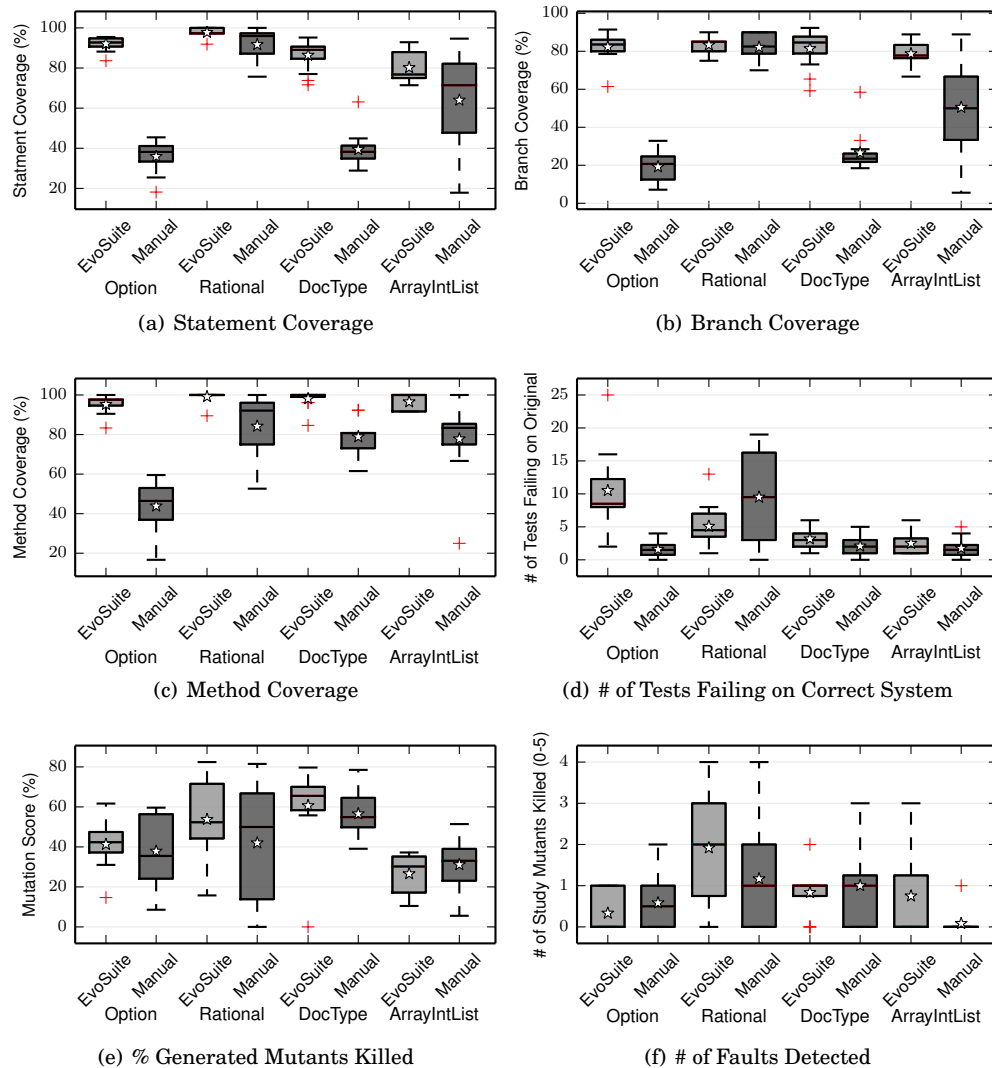 Statment Coverage (%)
100
80
60
40
20
EvoSuite
Manual
EvoSuite
Manual
EvoSuite
Manual
EvoSuite
Manual
Option
Rational
DocType
ArrayIntList
(a) Statement Coverage
Branch Coverage (%)
100
80
60
40
20
0
EvoSuite
Manual
EvoSuite
Manual
EvoSuite
Manual
EvoSuite
Manual
Option
Rational
DocType
ArrayIntList
(b) Branch Coverage
Method Coverage (%)
100
80
60
40
20
EvoSuite
Manual
EvoSuite
Manual
EvoSuite
Manual
EvoSuite
Manual
Option
Rational
DocType
ArrayIntList
(c) Method Coverage
# of Tests Failing on Original
25
20
15
10
5
0
EvoSuite
Manual
EvoSuite
Manual
EvoSuite
Manual
EvoSuite
Manual
Option
Rational
DocType
ArrayIntList
(d) # of Tests Failing on Correct System
Mutation Score (%)
80
60
40
20
0
EvoSuite
Manual
EvoSuite
Manual
EvoSuite
Manual
EvoSuite
Manual
Option
Rational
DocType
ArrayIntList
(e) % Generated Mutants Killed
# of Study Mutants Killed (0-5)
4
3
2
1
0
EvoSuite
Manual
EvoSuite
Manual
EvoSuite
Manual
EvoSuite
Manual
Option
Rational
DocType
ArrayIntList
(f) # of Faults Detected